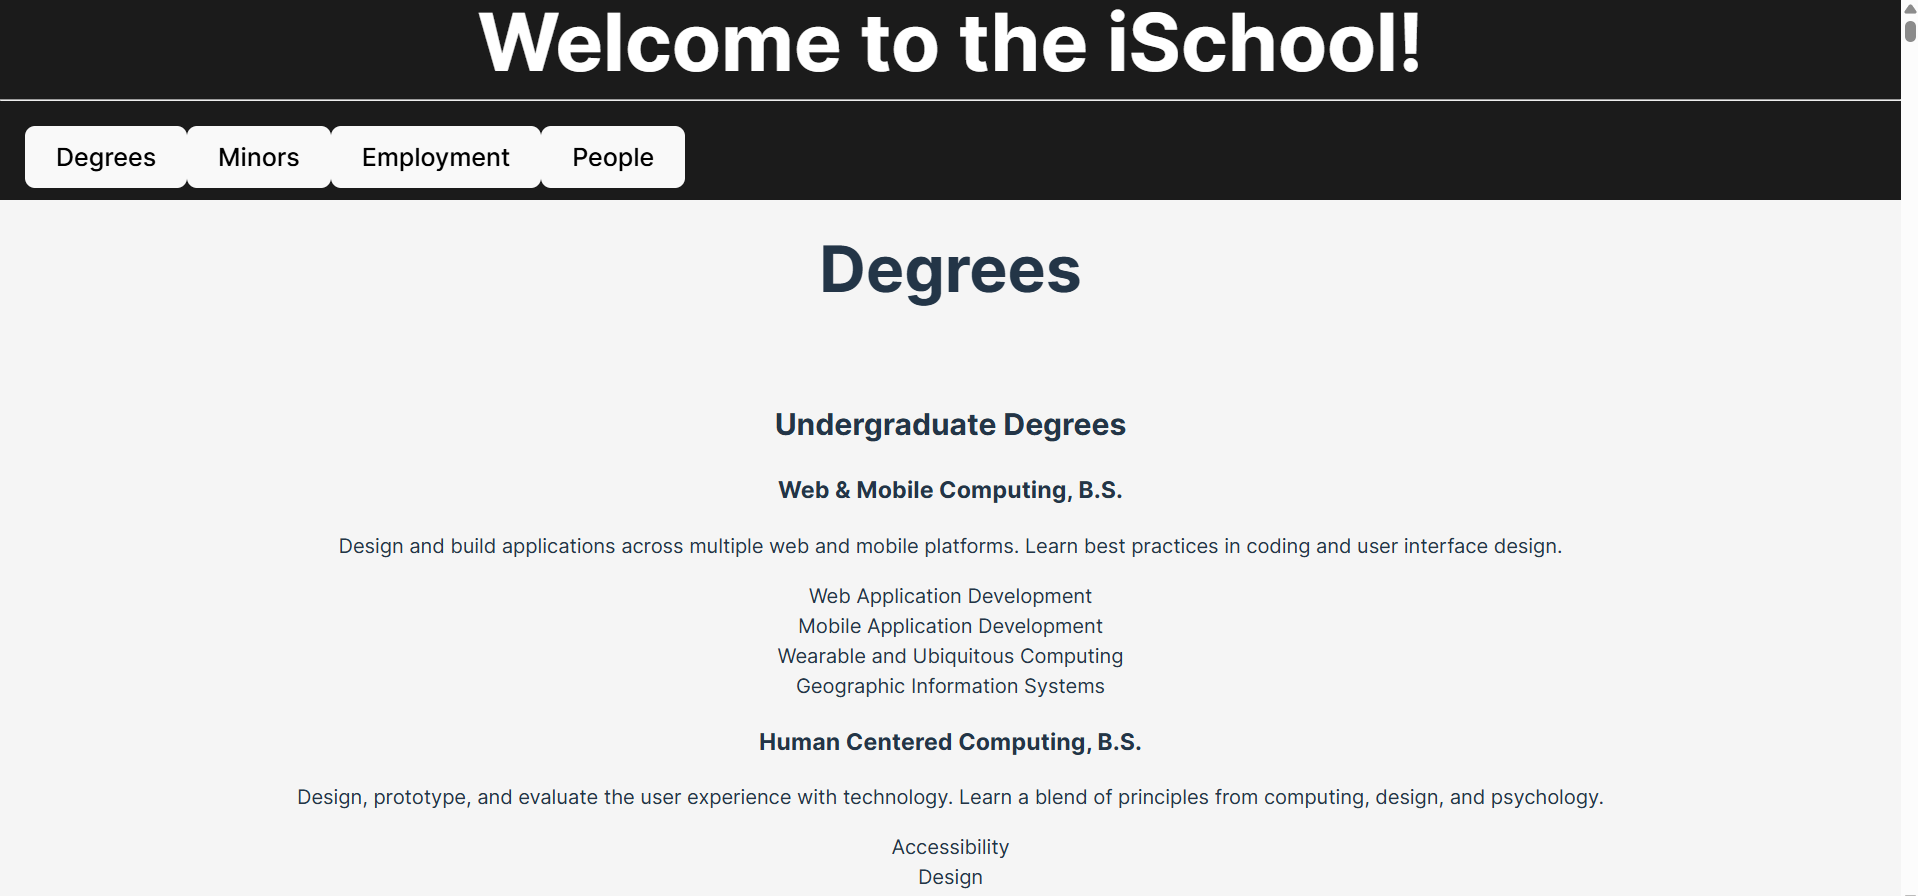 Welcome to the iSchool!
Degrees Minors Employment People
Degrees
Undergraduate Degrees
Web & Mobile Computing, B.S.
Design and build applications across multiple web and mobile platforms. Learn best practices in coding and user interface design.
Web Application Development
Mobile Application Development
Wearable and Ubiquitous Computing
Geographic Information Systems
Human Centered Computing, B.S.
Design, prototype, and evaluate the user experience with technology. Learn a blend of principles from computing, design, and psychology.
Accessibility
Design